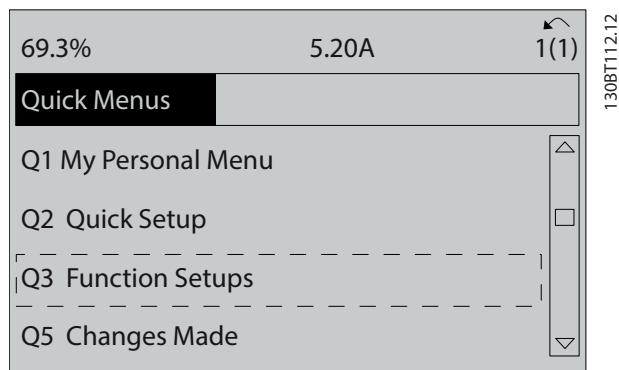 69.3% 5.20A 1(1)
Quick Menus
Q1 My Personal Menu
Q2 Quick Setup
Q3 Function Setups
Q5 Changes Made
130BT112.12